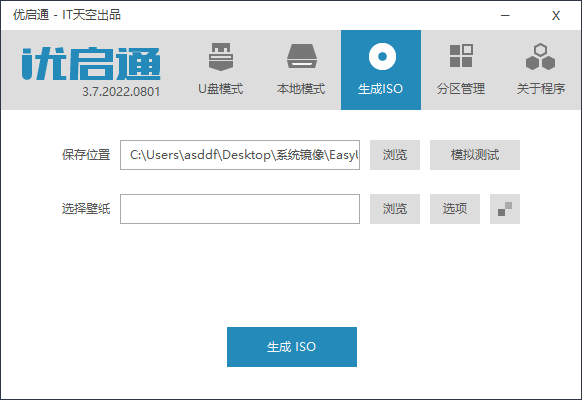 优启通 - IT天空出品
优启通
3.7.2022.0801
U盘模式
本地模式
生成ISO
分区管理
关于程序
保存位置 C:\Users\asddf\Desktop\系统镜像\Easy 浏览 模拟测试
选择壁纸 浏览 选项
生成 ISO